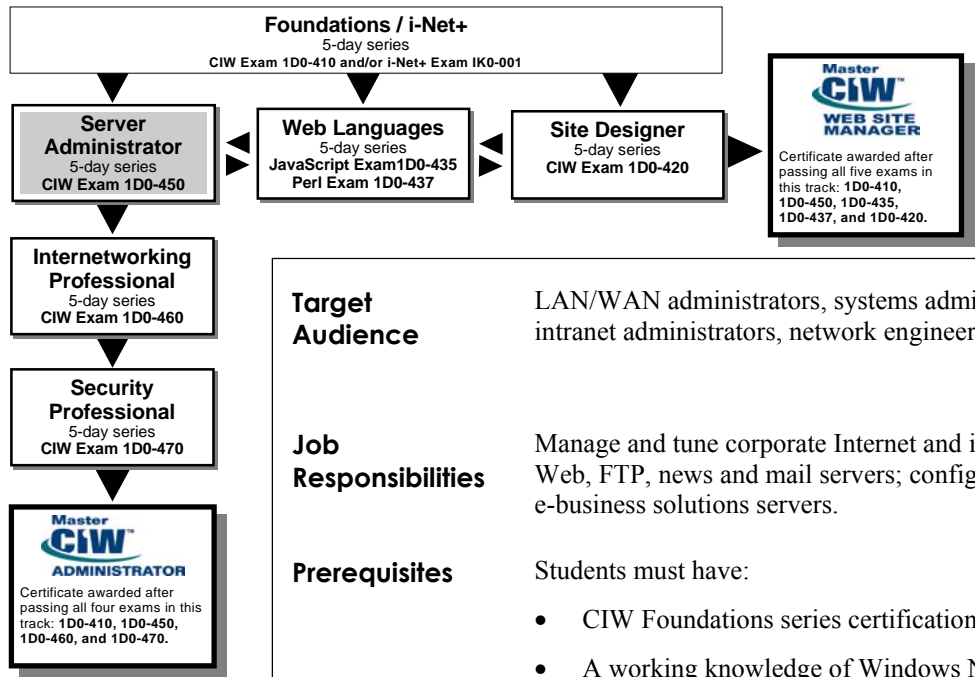 Foundations / i-Net+
5-day series
CIW Exam 1D0-410 and/or i-Net+ Exam IK0-001
Server
Administrator
5-day series
CIW Exam 1D0-450
Web Languages
5-day series
JavaScript Exam1D0-435
Perl Exam 1D0-437
Site Designer
5-day series
CIW Exam 1D0-420
Master
CIW™
WEB SITE
MANAGER
Certificate awarded after
passing all five exams in
this track: 1D0-410,
1D0-450, 1D0-435,
1D0-437, and 1D0-420.
Internetworking
Professional
5-day series
CIW Exam 1D0-460
Security
Professional
5-day series
CIW Exam 1D0-470
Master
CIW™
ADMINISTRATOR
Certificate awarded after
passing all four exams in this
track: 1D0-410, 1D0-450,
1D0-460, and 1D0-470.
Target
Audience
LAN/WAN administrators, systems admi
intranet administrators, network engineer
Job
Responsibilities
Manage and tune corporate Internet and i
Web, FTP, news and mail servers; config
e-business solutions servers.
Prerequisites
Students must have:
• CIW Foundations series certification
• A working knowledge of Windows N